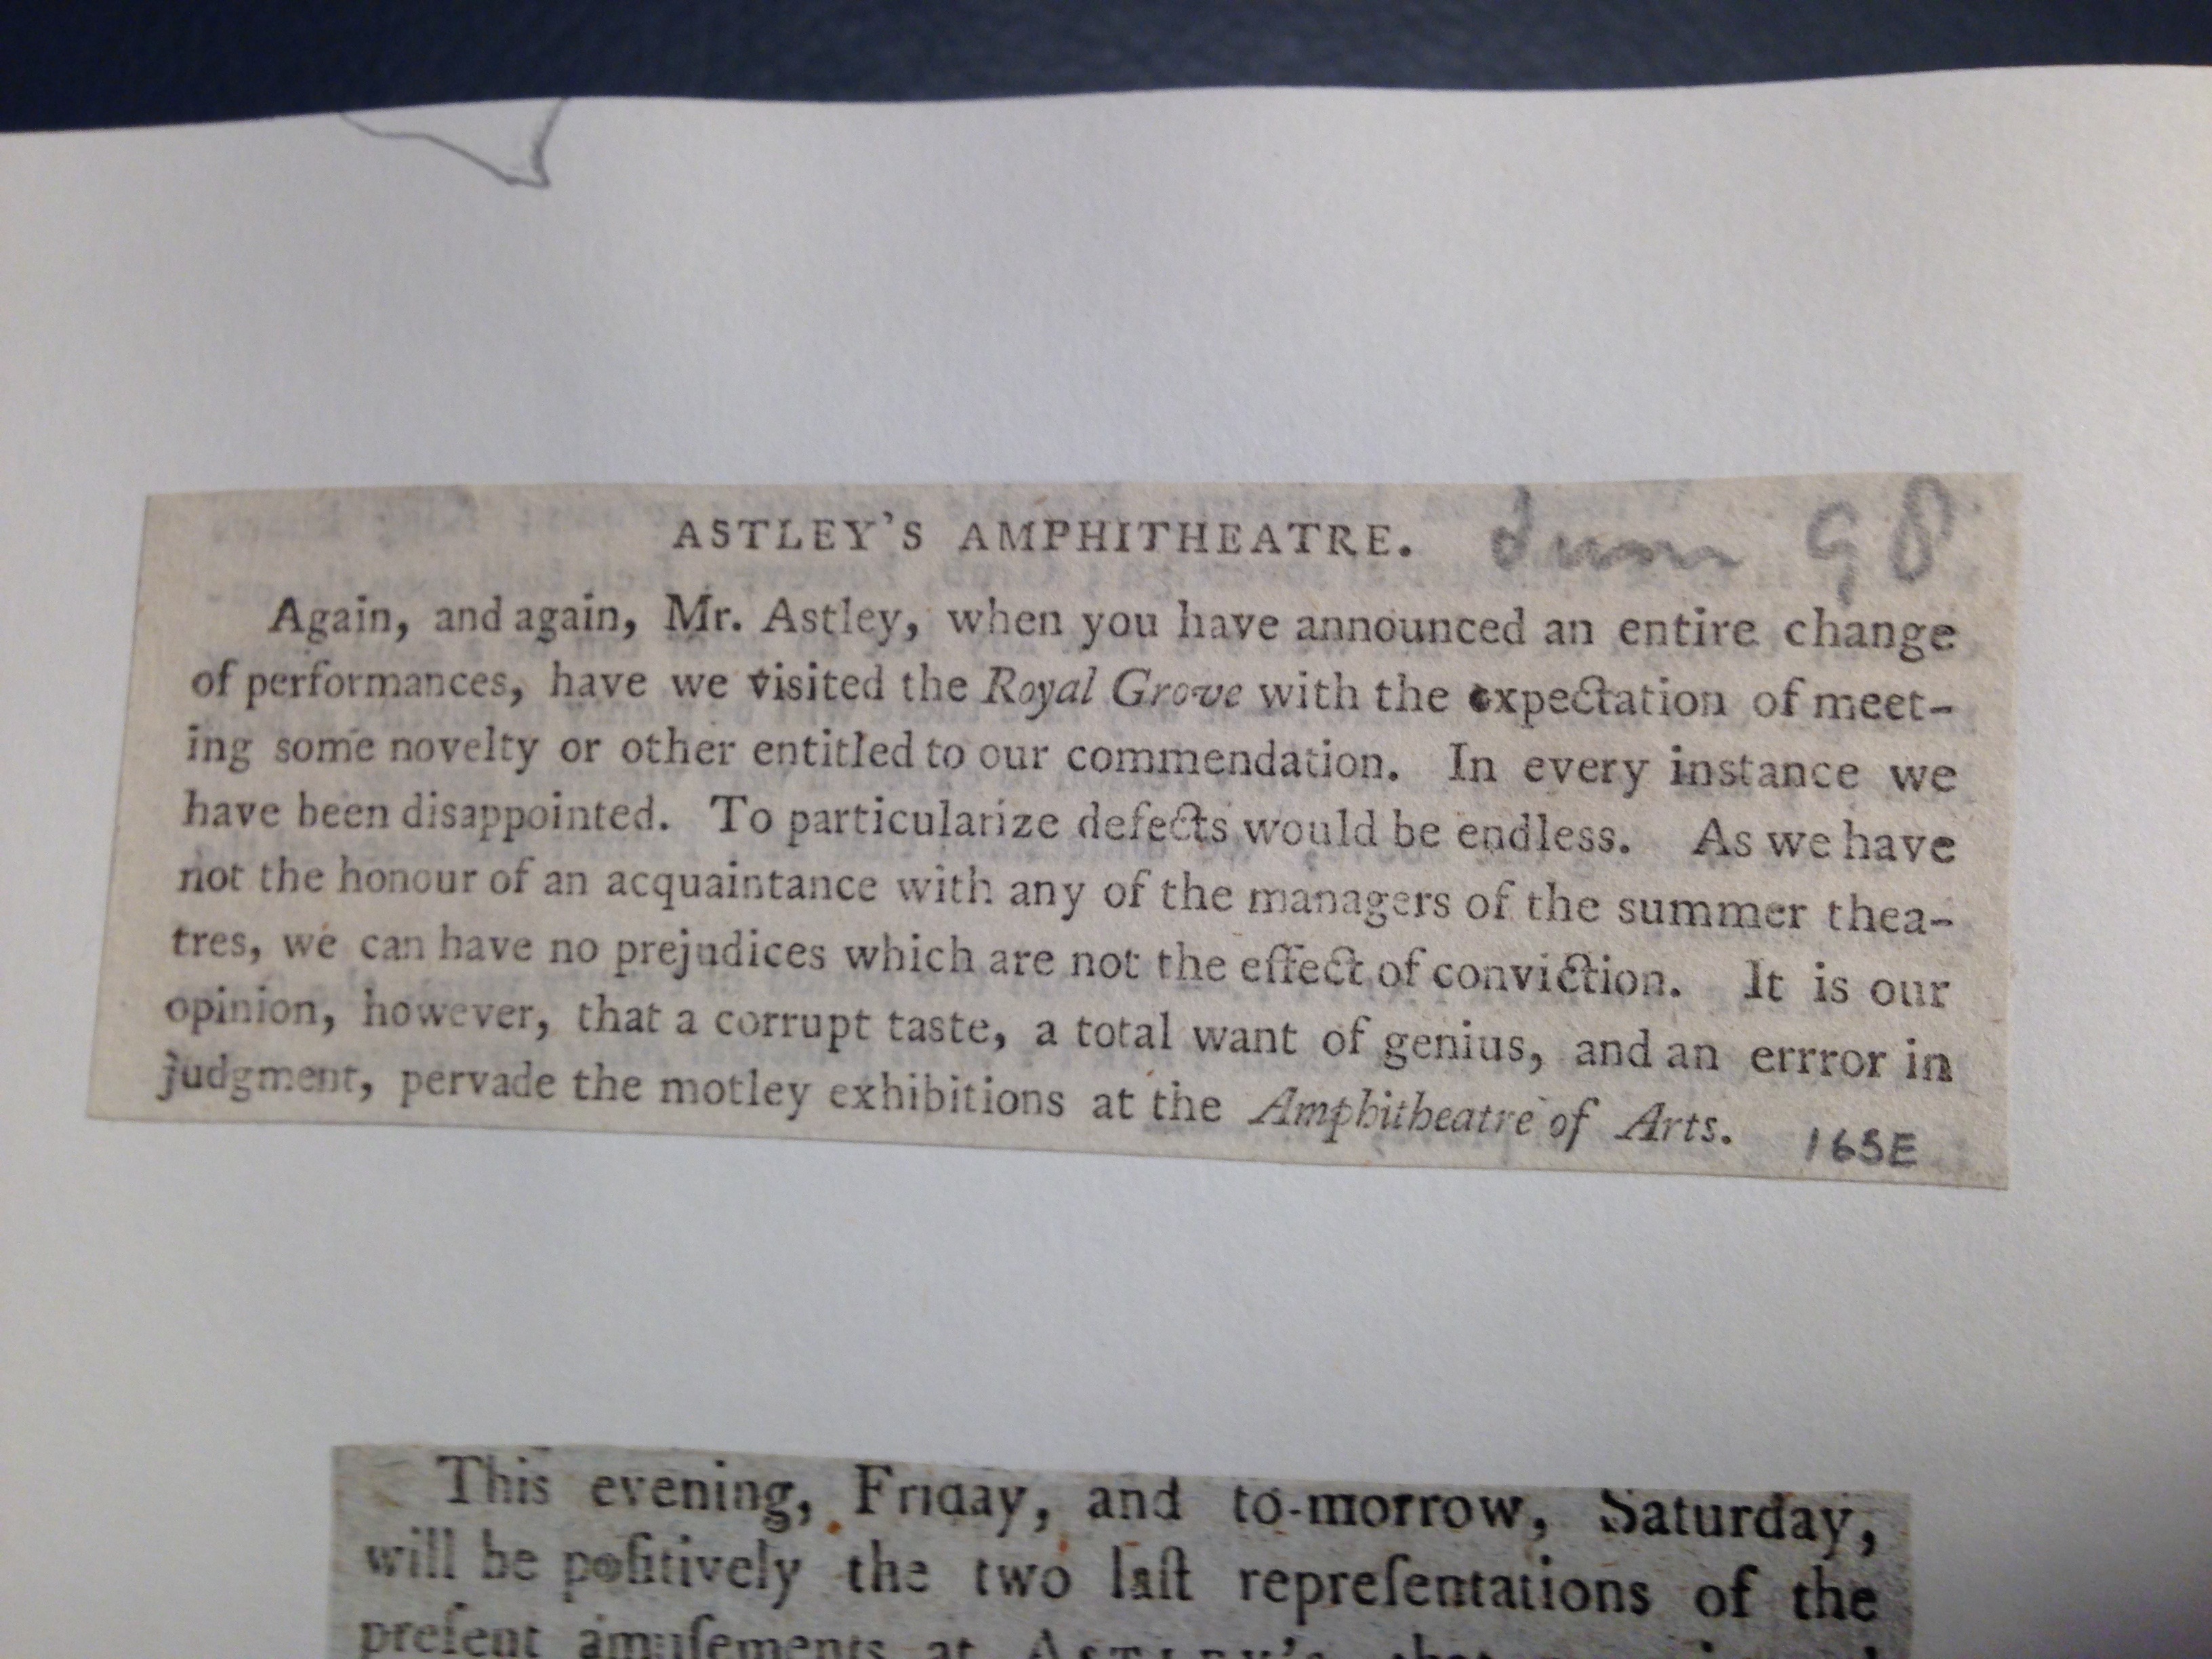 ASTLEY'S AMPHITHEATRE. 98
Again, and again, Mr. Astley, when you have announced an entire change
of performances, have we visited the Royal Grove with the expectation of meet-
ing some novelty or other entitled to our commendation. In every instance we
have been disappointed. To particularize defects would be endless. As we have
not the honour of an acquaintance with any of the managers of the summer thea-
tres, we can have no prejudices which are not the effect of conviction. It is our
opinion, however, that a corrupt taste, a total want of genius, and an errror in
judgment, pervade the motley exhibitions at the Amphitheatre of Arts. 165E
This evening, Friday, and to-morrow, Saturday,
will be poſitively the two laſt repreſentations of the
preſent amuſements at ASTLEY's, that